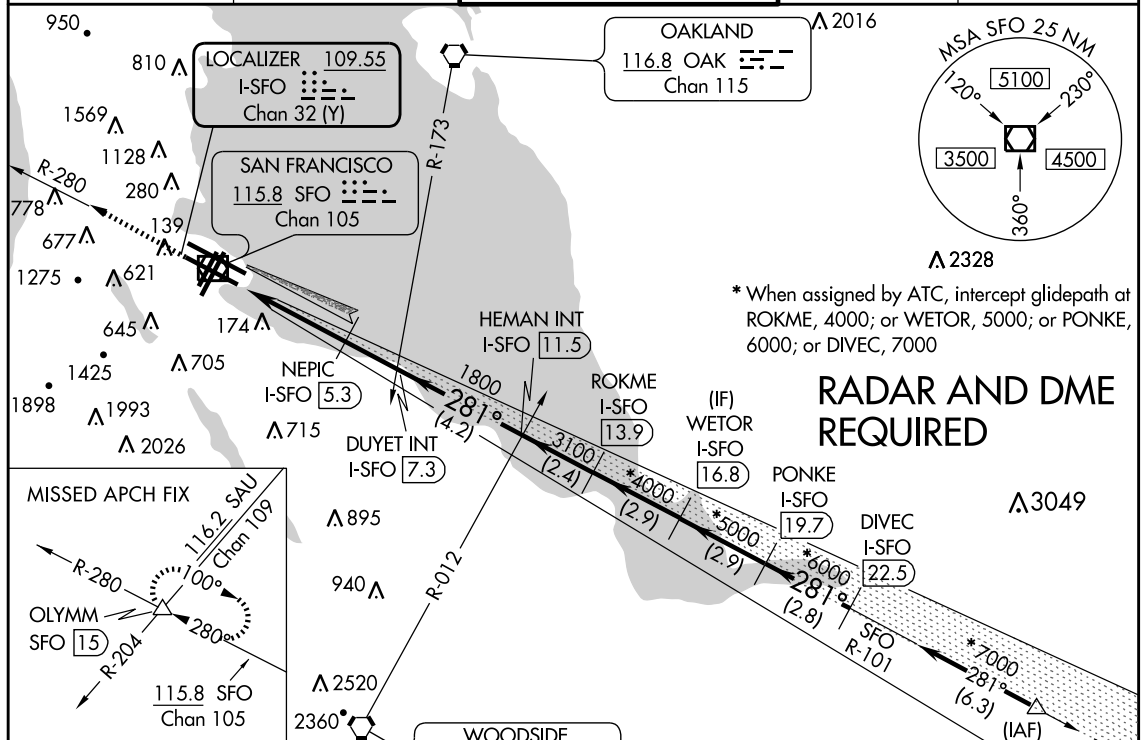 950
810
1569
1128
280
778
R-280
677
139
1275
621
645
174
705
1425
1898
1993
2026
715
895
940
2520
2360
LOCALIZER 109.55
I-SFO
Chan 32 (Y)
SAN FRANCISCO
115.8 SFO
Chan 105
R-173
OAKLAND
116.8 OAK
Chan 115
2016
MSA SFO 25 NM
5100
120°
230°
3500
4500
360°
2328
* When assigned by ATC, intercept glidepath at
ROKME, 4000; or WETOR, 5000; or PONKE,
6000; or DIVEC, 7000
RADAR AND DME
REQUIRED
3049
NEPIC
I-SFO 5.3
DUYET INT
I-SFO 7.3
HEMAN INT
I-SFO 11.5
ROKME
I-SFO
13.9
(IF)
WETOR
I-SFO
16.8
PONKE
I-SFO
19.7
DIVEC
I-SFO
22.5
1800
281°
(4.2)
3100
(2.4)
*4000
(2.9)
*5000
(2.9)
*6000
281°
(2.8)
SFO
R-101
*7000
281°
(6.3)
(IAF)
R-012
MISSED APCH FIX
116.2 SAU
Chan 109
R-280
100°
OLYMM
SFO 15
280°
R-204
115.8 SFO
Chan 105
WOODSIDE